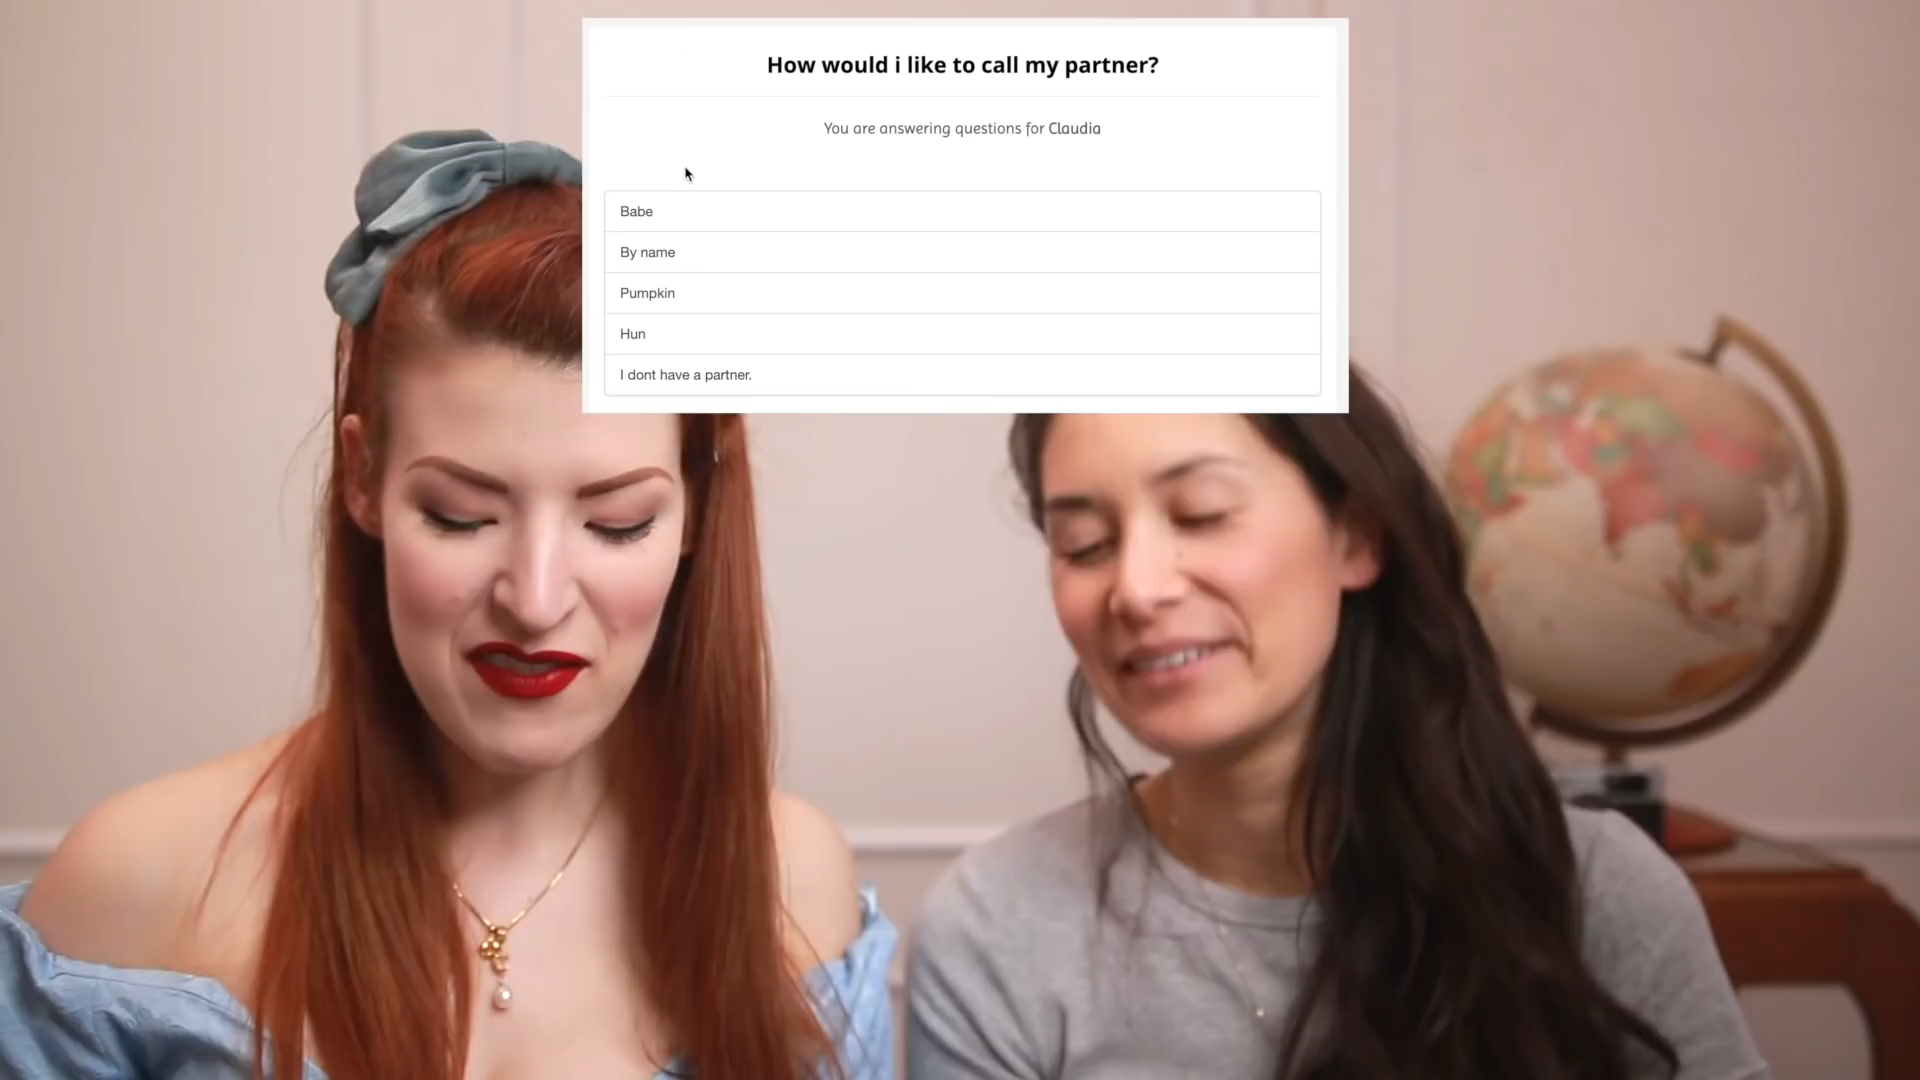 How would i like to call my partner?
You are answering questions for Claudia
Babe
By name
Pumpkin
Hun
I dont have a partner.